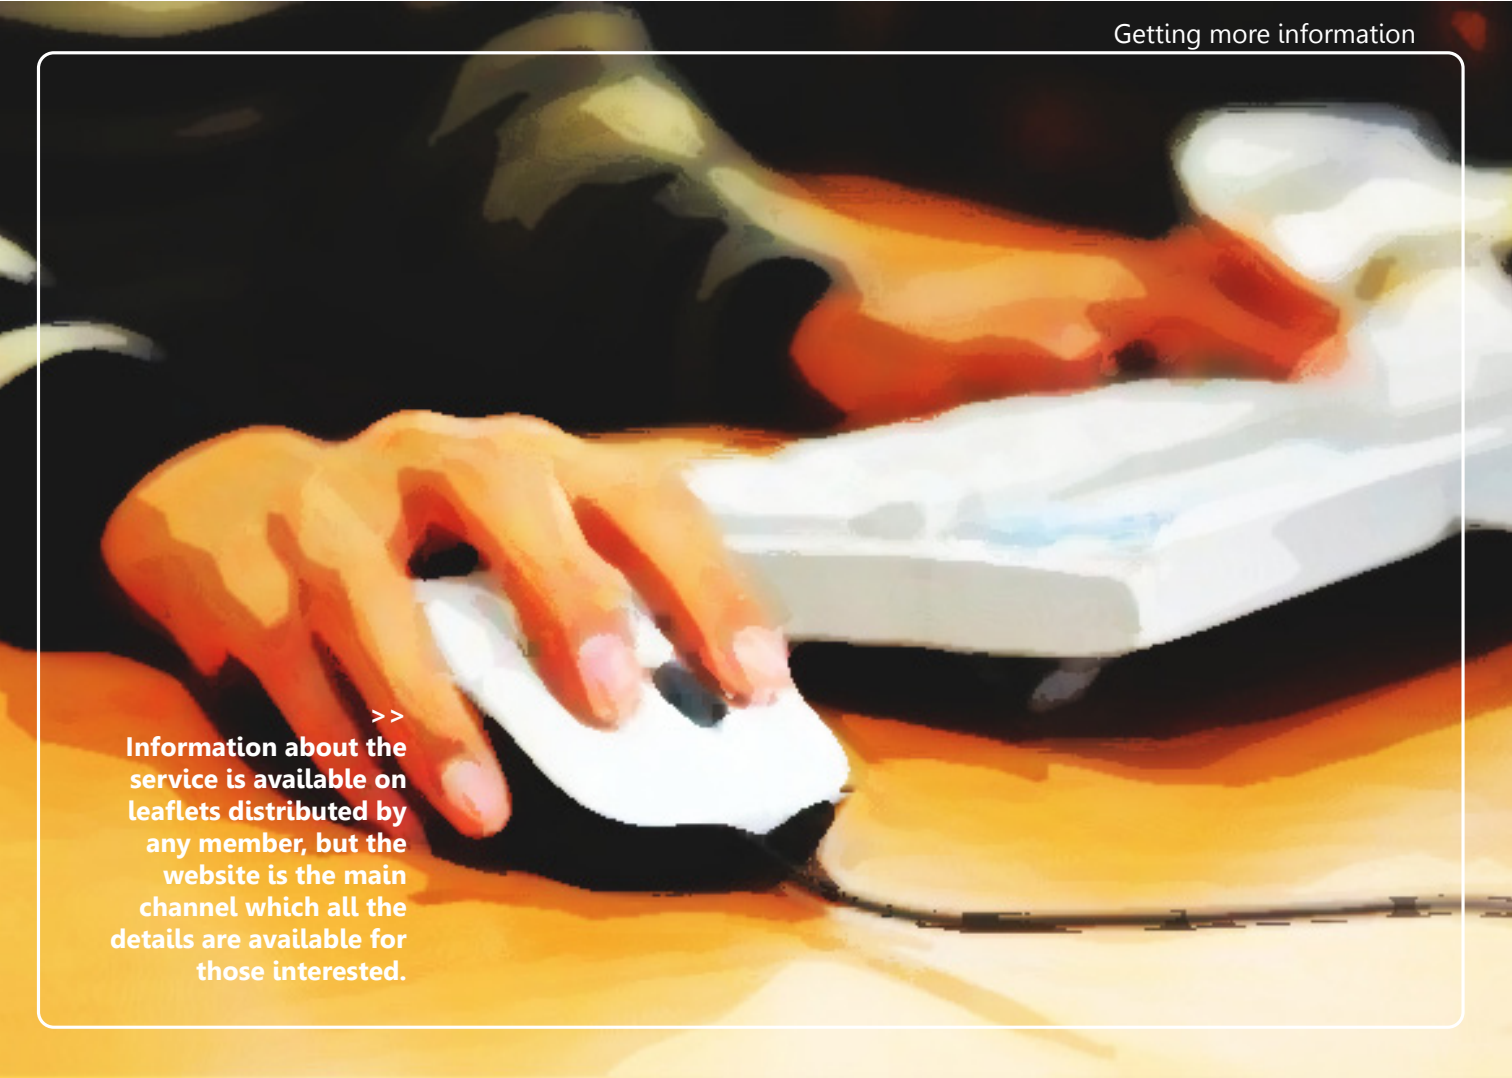 Getting more information
>>
Information about the
service is available on
leaflets distributed by
any member, but the
website is the main
channel which all the
details are available for
those interested.